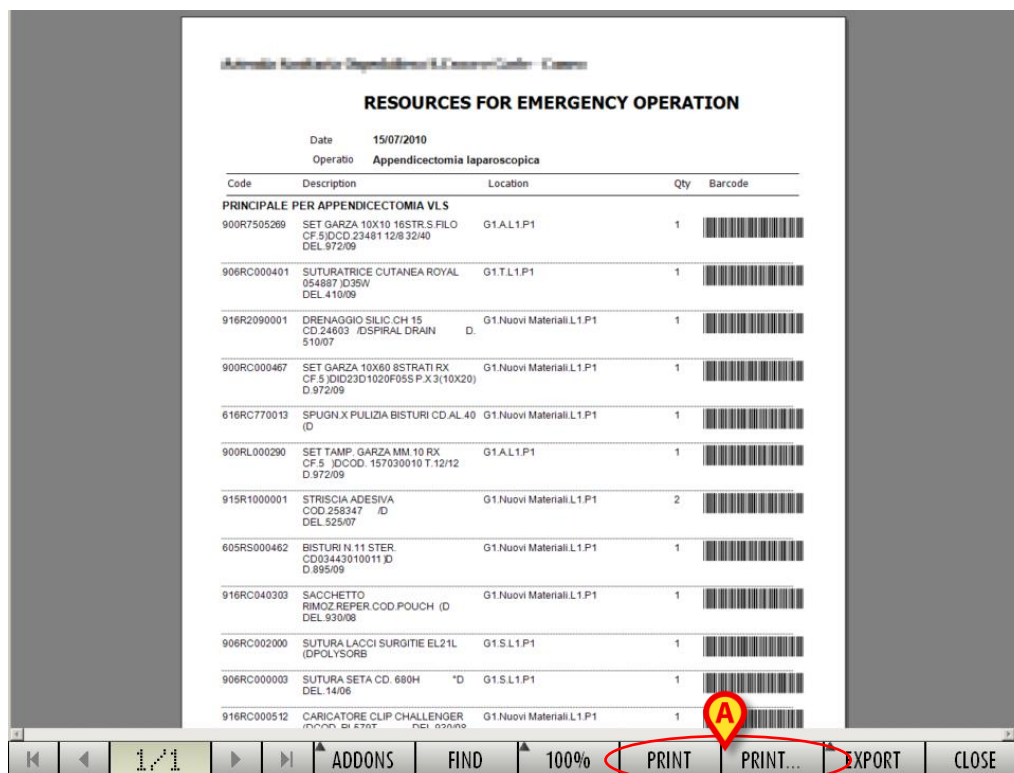 RESOURCES FOR EMERGENCY OPERATION
Date 15/07/2010
Operatio Appendicectomia laparoscopica
Code Description Location Qty Barcode
PRINCIPALE PER APPENDICECTOMIA VLS
900R7505269 SET GARZA 10X10 16STR.S.FILO G1.A.L1.P1 1
CF.5)DCD.23481 12/8 32/40
DEL.972/09
906RC000401 SUTURATRICE CUTANEA ROYAL G1.T.L1.P1 1
054887 )D35W
DEL.410/09
916R2090001 DRENAGGIO SILIC.CH 15 G1.Nuovi Materiali.L1.P1 1
CD.24603 /DSPIRAL DRAIN D.
510/07
900RC000467 SET GARZA 10X60 8STRATI RX G1.Nuovi Materiali.L1.P1 1
CF.5 )DID23D1020F05S P.X 3(10X20)
D.972/09
616RC770013 SPUGN.X PULIZIA BISTURI CD.AL.40 G1.Nuovi Materiali.L1.P1 1
(D
900RL000290 SET TAMP. GARZA MM.10 RX G1.A.L1.P1 1
CF.5 )DCOD. 157030010 T.12/12
D.972/09
915R1000001 STRISCIA ADESIVA G1.Nuovi Materiali.L1.P1 2
COD.258347 /D
DEL.525/07
605RS000462 BISTURI N.11 STER. G1.Nuovi Materiali.L1.P1 1
CD03443010011 )D
D.895/09
916RC040303 SACCHETTO G1.Nuovi Materiali.L1.P1 1
RIMOZ.REPER.COD.POUCH (D
DEL.930/08
906RC002000 SUTURA LACCI SURGITIE EL21L G1.S.L1.P1 1
(DPOLYSORB
906RC000003 SUTURA SETA CD. 680H *D G1.S.L1.P1 1
DEL.14/06
916RC000512 CARICATORE CLIP CHALLENGER G1.Nuovi Materiali.L1.P1 1
A
1/1 ADDONS FIND 100% PRINT PRINT... EXPORT CLOSE